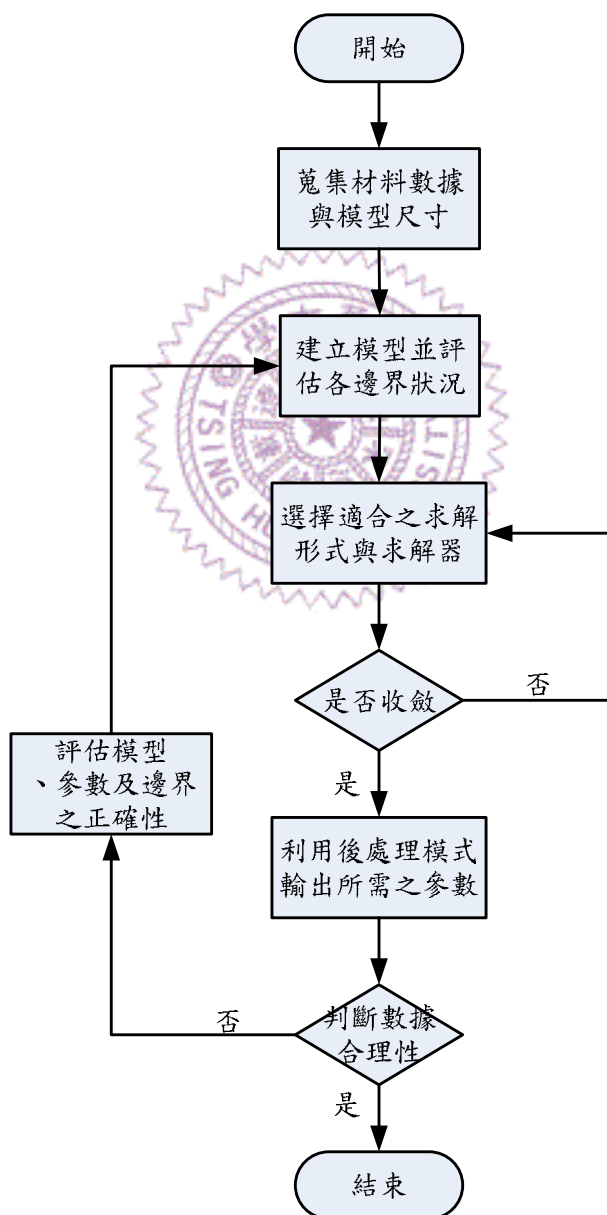 開始
蒐集材料數據
與模型尺寸
建立模型並評
估各邊界狀況
選擇適合之求解
形式與求解器
是否收斂
否
是
評估模型
、參數及邊界
之正確性
利用後處理模式
輸出所需之參數
判斷數據
合理性
否
是
結束
TSING HU